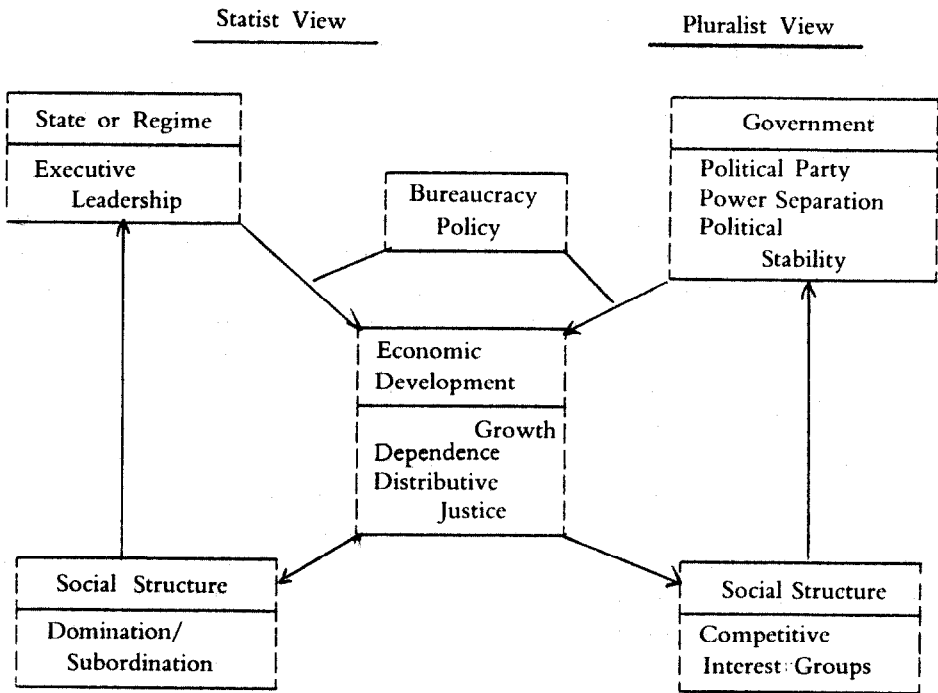 Statist View
Pluralist View
State or Regime
Executive
Leadership
Bureaucracy
Policy
Government
Political Party
Power Separation
Political
Stability
Economic
Development
Growth
Dependence
Distributive
Justice
Social Structure
Domination/
Subordination
Social Structure
Competitive
Interest Groups